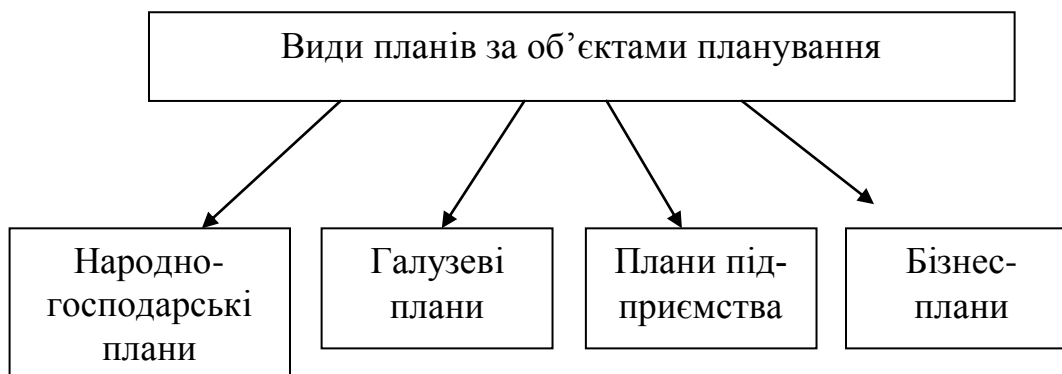 Види планів за об’єктами планування
Народно-
господарські
плани
Галузеві
плани
Плани під-
приємства
Бізнес-
плани